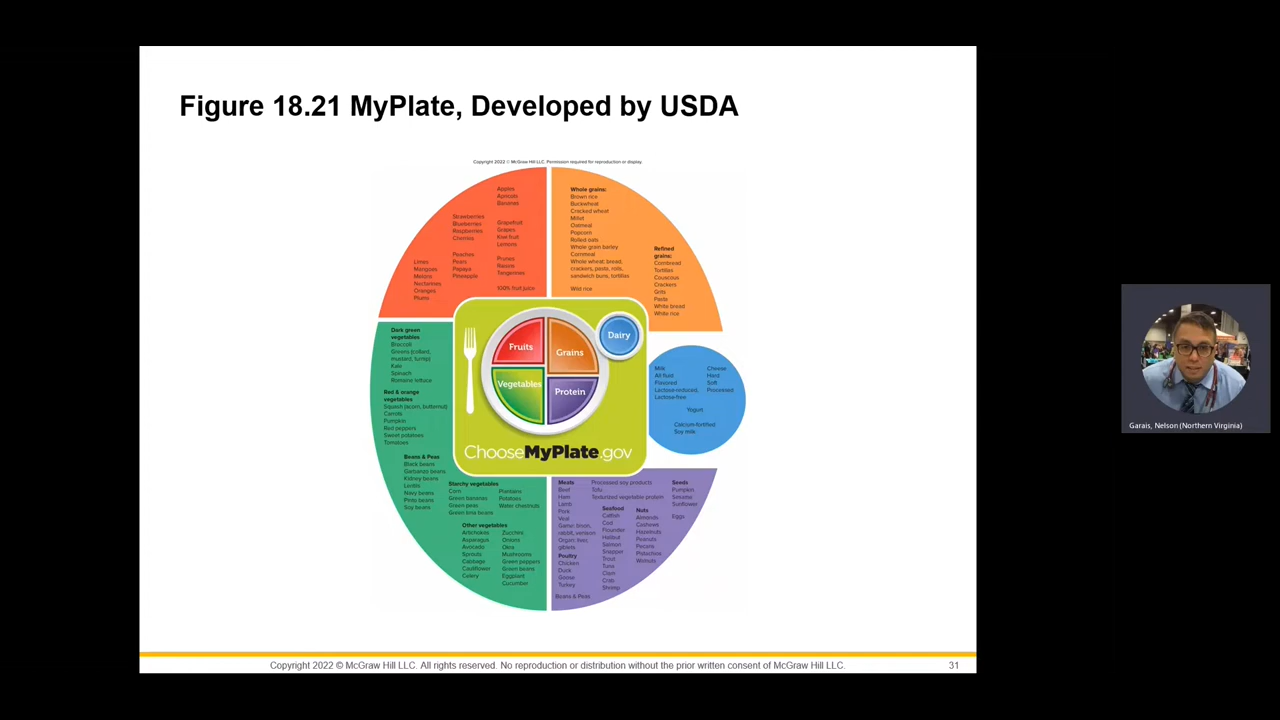 Figure 18.21 MyPlate, Developed by USDA
Copyright 2022 © McGraw Hill LLC. Permission required for reproduction or display.
Apples
Apricots
Bananas
Strawberries
Blueberries
Raspberries
Cherries
Grapefruit
Grapes
Kiwi fruit
Lemons
Limes
Mangoes
Melons
Nectarines
Oranges
Plums
Peaches
Pears
Papaya
Pineapple
Prunes
Raisins
Tangerines
100% fruit juice
Whole grains:
Brown rice
Buckwheat
Cracked wheat
Millet
Oatmeal
Popcorn
Rolled oats
Whole grain barley
Cornmeal
Whole wheat: bread,
crackers, pasta, rolls,
sandwich buns, tortillas
Wild rice
Refined
grains:
Cornbread
Tortillas
Couscous
Crackers
Grits
Pasta
White bread
White rice
Fruits
Grains
Dairy
Vegetables
Protein
ChooseMyPlate.gov
Milk
All fluid
Flavored
Lactose-reduced,
Lactose-free
Cheese
Hard
Soft
Processed
Yogurt
Calcium-fortified
Soy milk
Dark green
vegetables
Broccoli
Greens (collard,
mustard, turnip)
Kale
Spinach
Romaine lettuce
Red & orange
vegetables
Squash (acorn, butternut)
Carrots
Pumpkin
Red peppers
Sweet potatoes
Tomatoes
Beans & Peas
Black beans
Garbanzo beans
Kidney beans
Lentils
Navy beans
Pinto beans
Soy beans
Starchy vegetables
Corn
Green bananas
Green peas
Green lima beans
Plantains
Potatoes
Water chestnuts
Other vegetables
Artichokes
Asparagus
Avocado
Sprouts
Cabbage
Cauliflower
Celery
Zucchini
Onions
Okra
Mushrooms
Green peppers
Green beans
Eggplant
Cucumber
Meats
Beef
Ham
Lamb
Pork
Veal
Game: bison,
rabbit, venison
Organ: liver,
giblets
Poultry
Chicken
Duck
Goose
Turkey
Beans & Peas
Processed soy products
Tofu
Texturized vegetable protein
Seafood
Catfish
Cod
Flounder
Halibut
Salmon
Snapper
Trout
Tuna
Clam
Crab
Shrimp
Nuts
Almonds
Cashews
Hazelnuts
Peanuts
Pecans
Pistachios
Walnuts
Seeds
Pumpkin
Sesame
Sunflower
Eggs
Garais, Nelson (Northern Virginia)
Copyright 2022 © McGraw Hill LLC. All rights reserved. No reproduction or distribution without the prior written consent of McGraw Hill LLC.
31